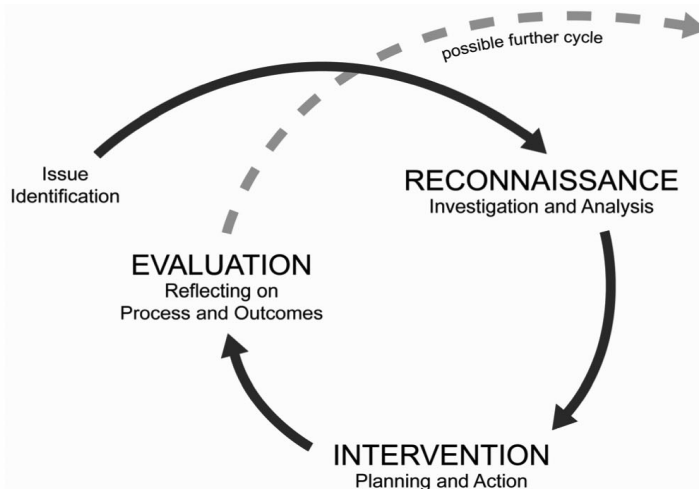 possible further cycle
Issue
Identification
RECONNAISSANCE
Investigation and Analysis
EVALUATION
Reflecting on
Process and Outcomes
INTERVENTION
Planning and Action